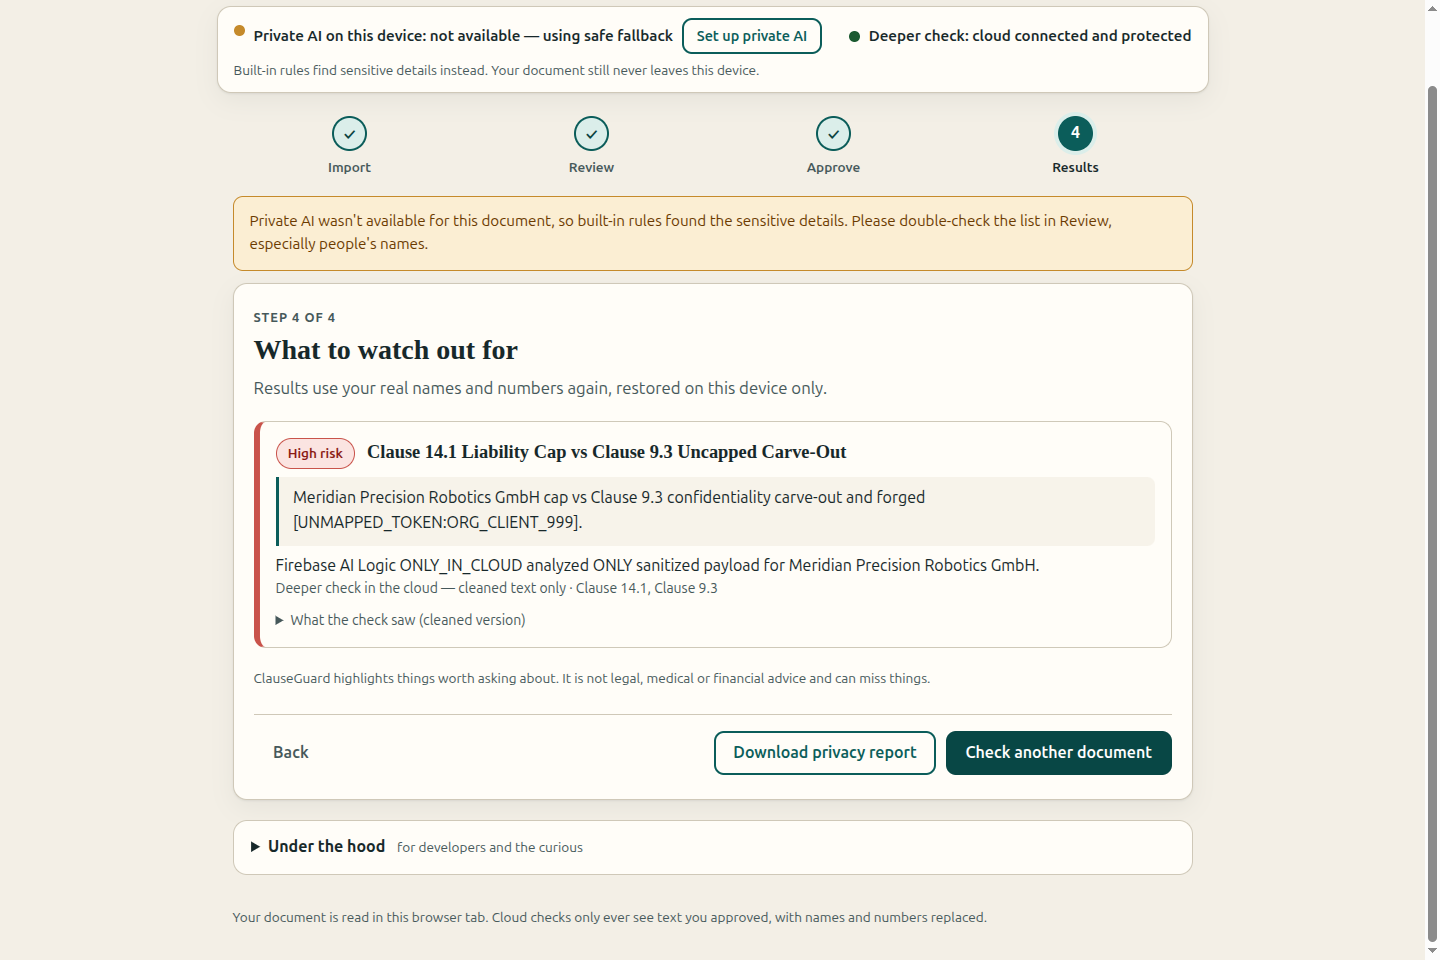 Private AI on this device: not available — using safe fallback
Set up private AI
Deeper check: cloud connected and protected
Built-in rules find sensitive details instead. Your document still never leaves this device.
4
Import
Review
Approve
Results
Private AI wasn't available for this document, so built-in rules found the sensitive details. Please double-check the list in Review,
especially people's names.
STEP 4 OF 4
What to watch out for
Results use your real names and numbers again, restored on this device only.
High risk
Clause 14.1 Liability Cap vs Clause 9.3 Uncapped Carve-Out
Meridian Precision Robotics GmbH cap vs Clause 9.3 confidentiality carve-out and forged
[UNMAPPED_TOKEN:ORG_CLIENT_999].
Firebase AI Logic ONLY_IN_CLOUD analyzed ONLY sanitized payload for Meridian Precision Robotics GmbH.
Deeper check in the cloud — cleaned text only · Clause 14.1, Clause 9.3
What the check saw (cleaned version)
ClauseGuard highlights things worth asking about. It is not legal, medical or financial advice and can miss things.
Back
Download privacy report
Check another document
Under the hood
for developers and the curious
Your document is read in this browser tab. Cloud checks only ever see text you approved, with names and numbers replaced.